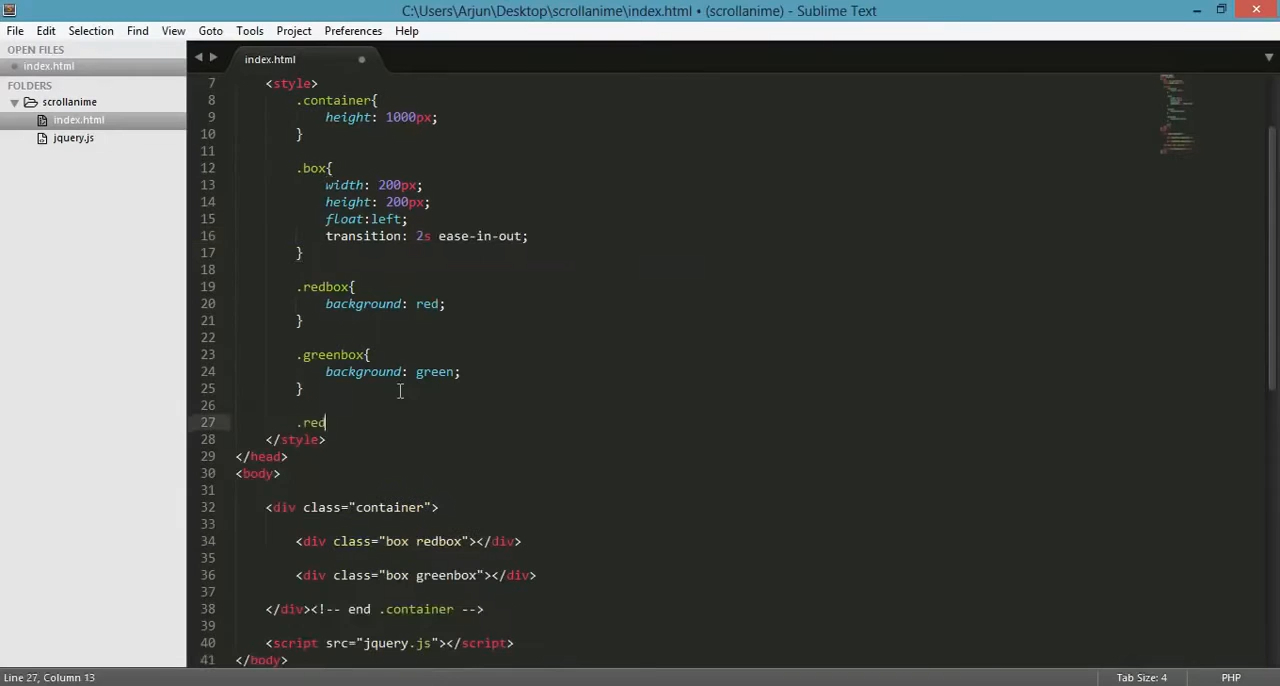 C:\Users\Arjun\Desktop\scrollanime\index.html • (scrollanime) - Sublime Text
File Edit Selection Find View Goto Tools Project Preferences Help
OPEN FILES
index.html
FOLDERS
scrollanime
index.html
jquery.js
index.html
7 <style>
8 .container{
9 height: 1000px;
10 }
11
12 .box{
13 width: 200px;
14 height: 200px;
15 float:left;
16 transition: 2s ease-in-out;
17 }
18
19 .redbox{
20 background: red;
21 }
22
23 .greenbox{
24 background: green;
25 }
26
27 .red
28 </style>
29 </head>
30 <body>
31
32 <div class="container">
33
34 <div class="box redbox"></div>
35
36 <div class="box greenbox"></div>
37
38 </div><!-- end .container -->
39
40 <script src="jquery.js"></script>
41 </body>
Line 27, Column 13
Tab Size: 4
PHP